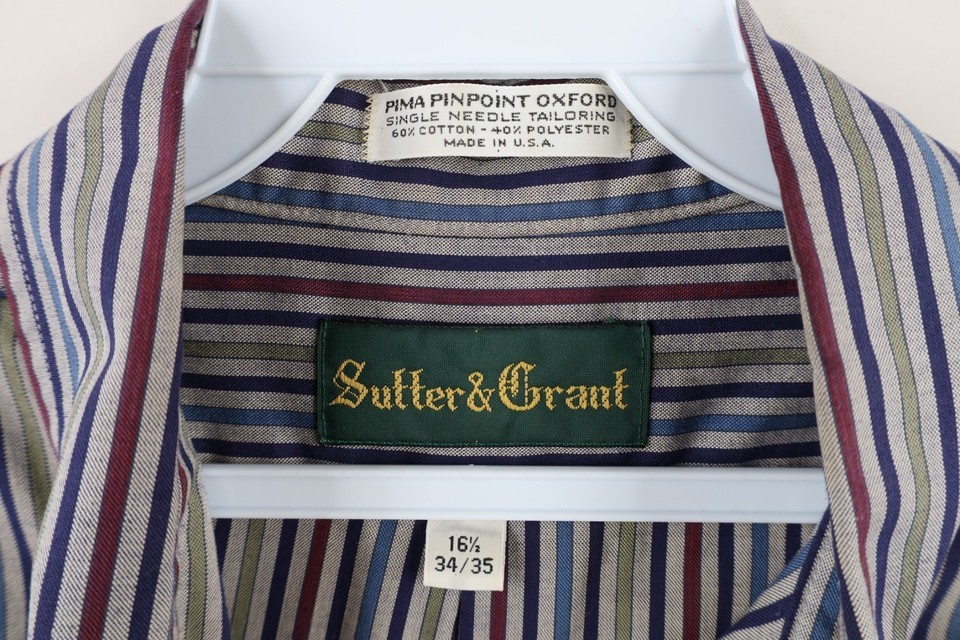 PIMA PINPOINT OXFORD
SINGLE NEEDLE TAILORING
60% COTTON - 40% POLYESTER
MADE IN U.S.A.
Sutter & Grant
16½
34/35